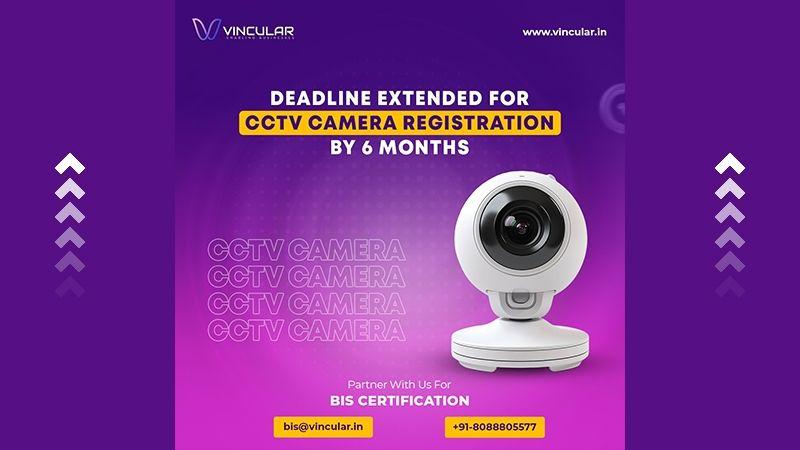 VINCULAR
ENABLING BUSINESSES
www.vincular.in
DEADLINE EXTENDED FOR
CCTV CAMERA REGISTRATION
BY 6 MONTHS
CCTV CAMERA
CCTV CAMERA
CCTV CAMERA
CCTV CAMERA
Partner With Us For
BIS CERTIFICATION
bis@vincular.in
+91-8088805577